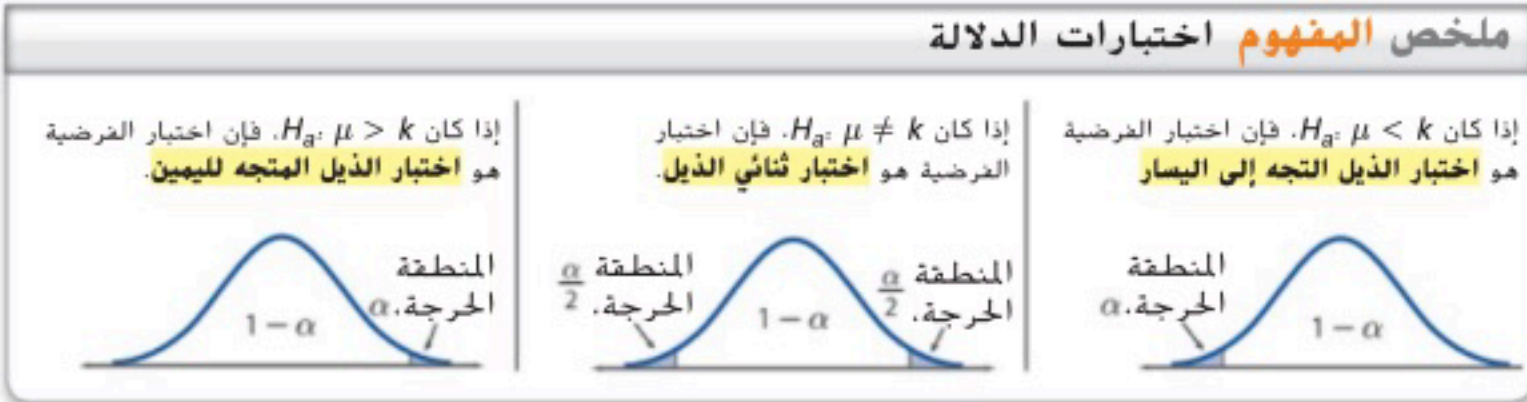 ملخص المفهوم اختبارات الدلالة
إذا كان Hₐ: μ < k، فإن اختبار الفرضية
هو اختبار الذيل التجه إلى اليسار
المنطقة
الحرجة. α
1 − α
إذا كان Hₐ: μ ≠ k، فإن اختبار
الفرضية هو اختبار ثنائي الذيل.
المنطقة α/2
الحرجة.
1 − α
المنطقة α/2
الحرجة.
إذا كان Hₐ: μ > k، فإن اختبار الفرضية
هو اختبار الذيل المتجه لليمين.
المنطقة
الحرجة. α
1 − α